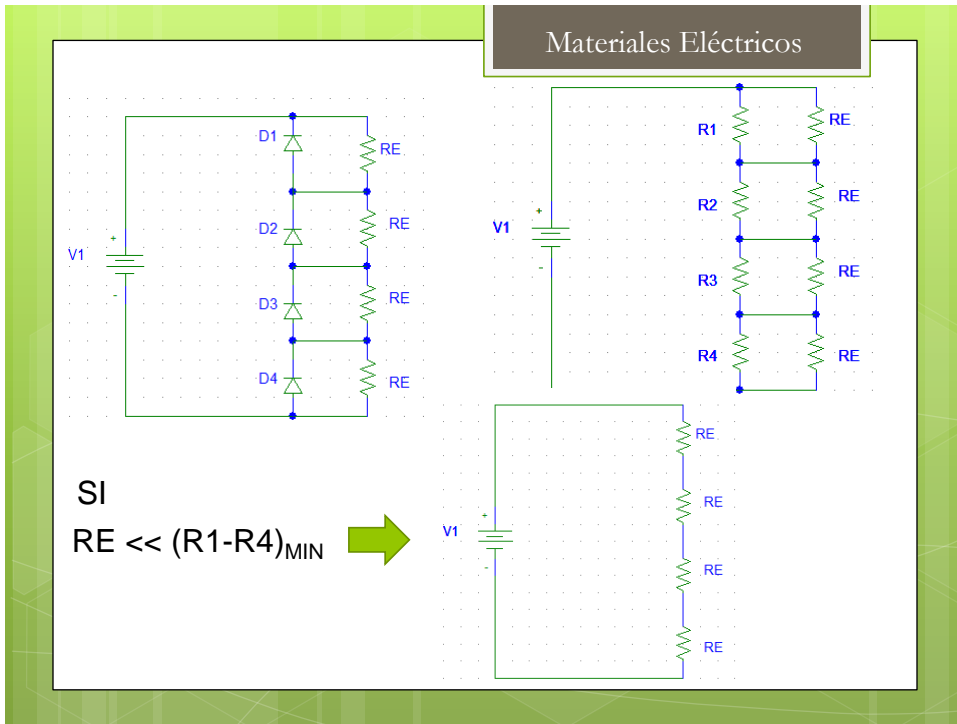 Materiales Eléctricos
D1
RE
D2
RE
V1
+
-
D3
RE
D4
RE
R1
RE
R2
RE
V1
+
-
R3
RE
R4
RE
SI
RE << (R1-R4)MIN
RE
RE
V1
+
-
RE
RE